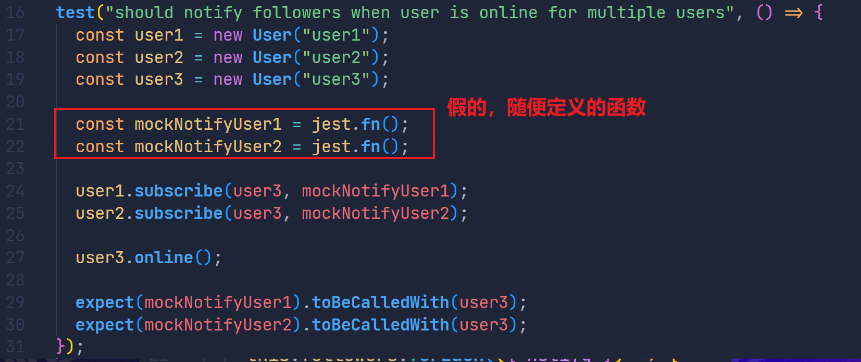 16 test("should notify followers when user is online for multiple users", () => {
17 const user1 = new User("user1");
18 const user2 = new User("user2");
19 const user3 = new User("user3");
20
21 const mockNotifyUser1 = jest.fn();
假的，随便定义的函数
22 const mockNotifyUser2 = jest.fn();
23
24 user1.subscribe(user3, mockNotifyUser1);
25 user2.subscribe(user3, mockNotifyUser2);
26
27 user3.online();
28
29 expect(mockNotifyUser1).toBeCalledWith(user3);
30 expect(mockNotifyUser2).toBeCalledWith(user3);
31 });